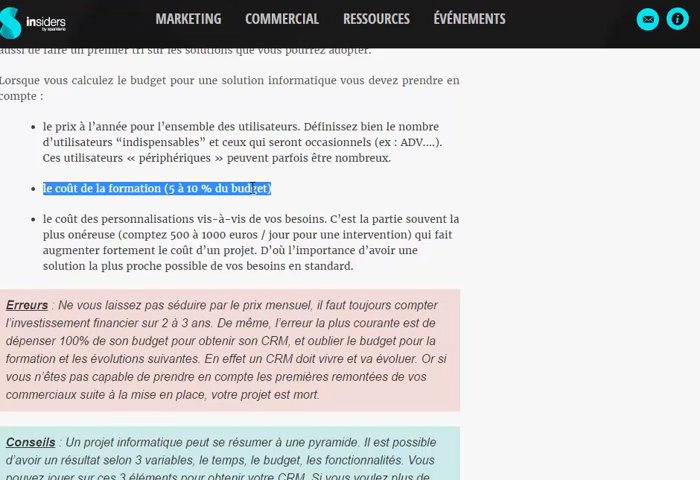 insiders
by sparklane
MARKETING COMMERCIAL RESSOURCES ÉVÉNEMENTS
aussi de faire un premier tri sur les solutions que vous pourrez adopter.
Lorsque vous calculez le budget pour une solution informatique vous devez prendre en
compte :
• le prix à l’année pour l’ensemble des utilisateurs. Définissez bien le nombre
d’utilisateurs “indispensables” et ceux qui seront occasionnels (ex : ADV....).
Ces utilisateurs « périphériques » peuvent parfois être nombreux.
• le coût de la formation (5 à 10 % du budget)
• le coût des personnalisations vis-à-vis de vos besoins. C’est la partie souvent la
plus onéreuse (comptez 500 à 1000 euros / jour pour une intervention) qui fait
augmenter fortement le coût d’un projet. D’où l’importance d’avoir une
solution la plus proche possible de vos besoins en standard.
Erreurs : Ne vous laissez pas séduire par le prix mensuel, il faut toujours compter
l’investissement financier sur 2 à 3 ans. De même, l’erreur la plus courante est de
dépenser 100% de son budget pour obtenir son CRM, et oublier le budget pour la
formation et les évolutions suivantes. En effet un CRM doit vivre et va évoluer. Or si
vous n’êtes pas capable de prendre en compte les premières remontées de vos
commerciaux suite à la mise en place, votre projet est mort.
Conseils : Un projet informatique peut se résumer à une pyramide. Il est possible
d’avoir un résultat selon 3 variables, le temps, le budget, les fonctionnalités. Vous
pouvez jouer sur ces 3 éléments pour obtenir votre CRM. Si vous voulez plus de